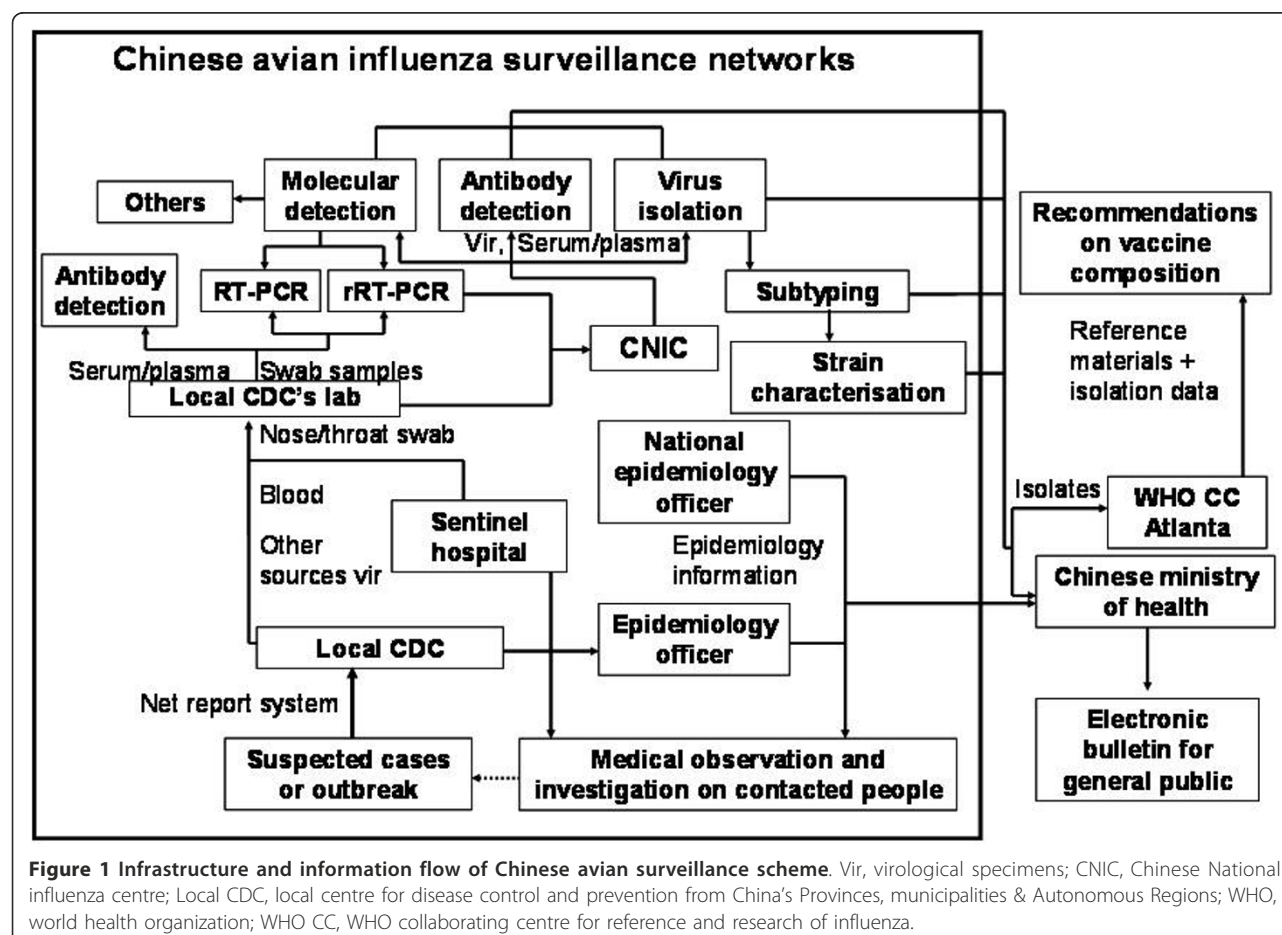 Chinese avian influenza surveillance networks
Others
Molecular
detection
Antibody
detection
Virus
isolation
Vir, Serum/plasma
Antibody
detection
RT-PCR
rRT-PCR
CNIC
Subtyping
Strain
characterisation
Recommendations
on vaccine
composition
Reference
materials +
isolation data
Serum/plasma
Swab samples
Local CDC's lab
Nose/throat swab
Blood
Other
sources vir
Sentinel
hospital
National
epidemiology
officer
Epidemiology
information
Isolates
WHO CC
Atlanta
Chinese ministry
of health
Local CDC
Epidemiology
officer
Net report system
Suspected cases
or outbreak
Medical observation and
investigation on contacted people
Electronic
bulletin for
general public
Figure 1 Infrastructure and information flow of Chinese avian surveillance scheme. Vir, virological specimens; CNIC, Chinese National
influenza centre; Local CDC, local centre for disease control and prevention from China's Provinces, municipalities & Autonomous Regions; WHO,
world health organization; WHO CC, WHO collaborating centre for reference and research of influenza.